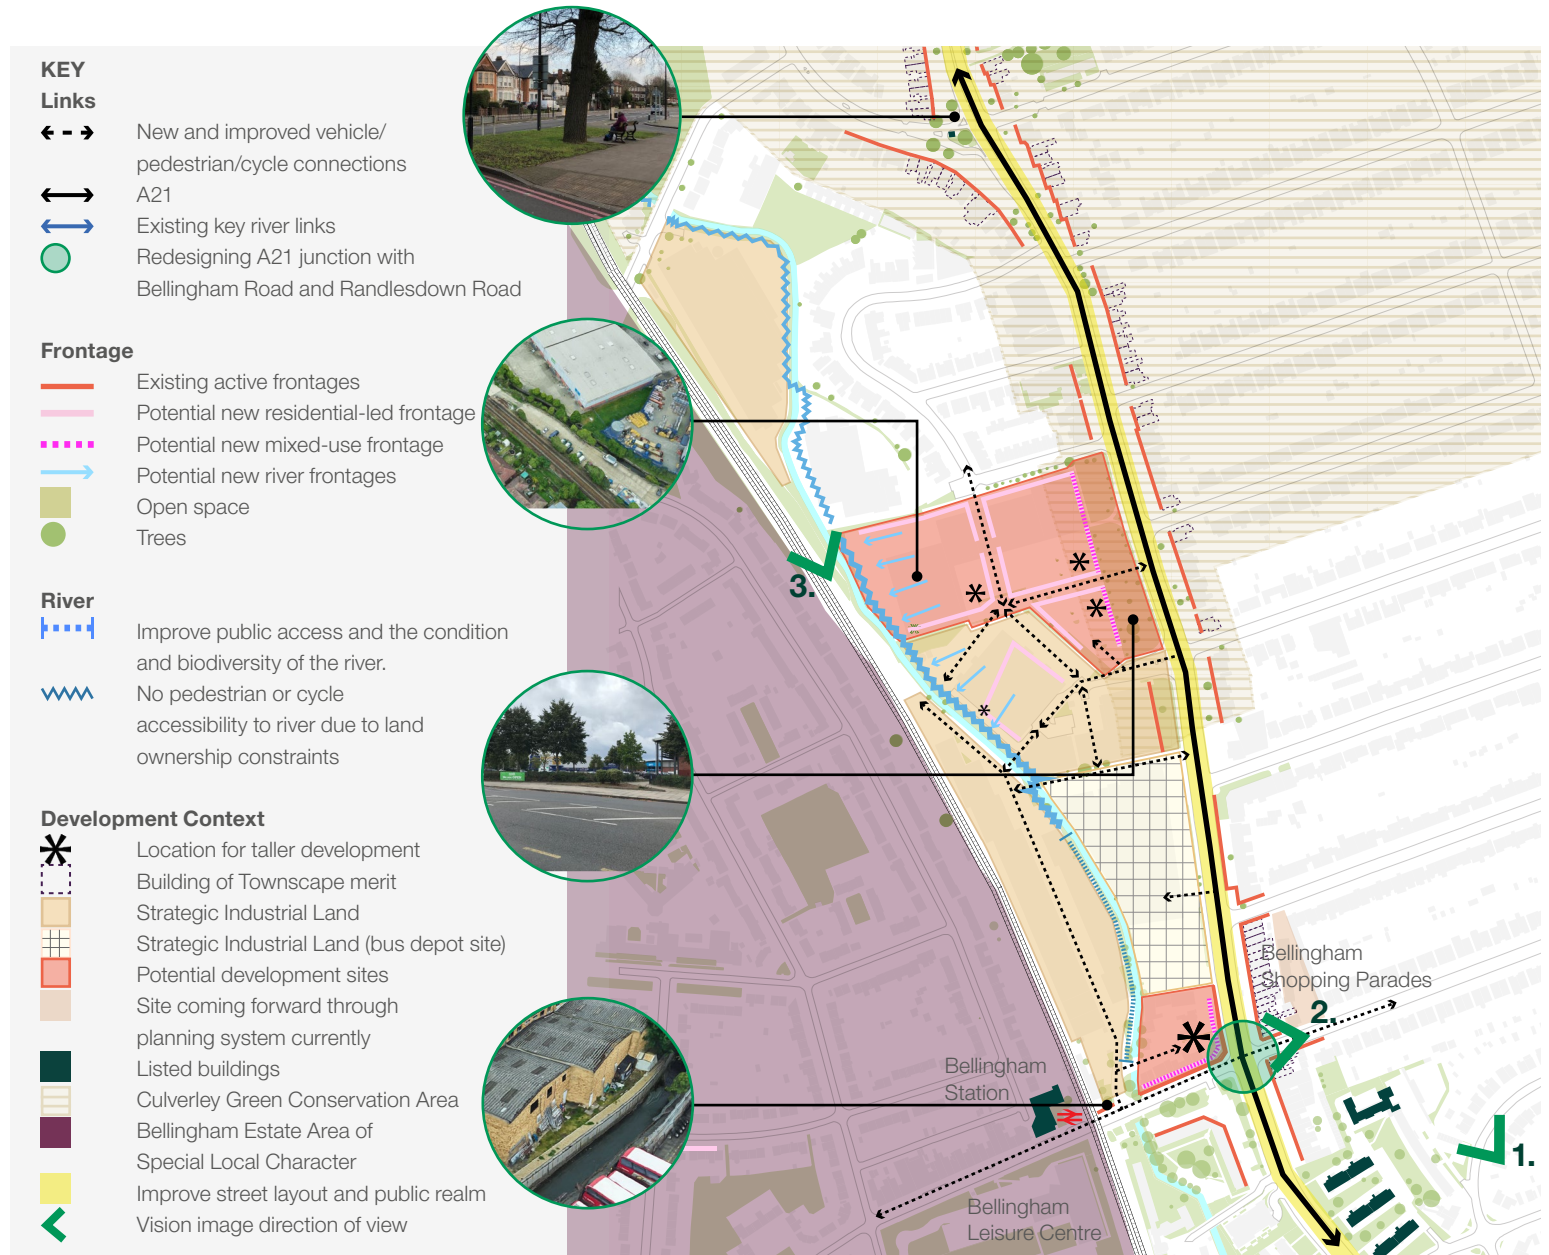 KEY
Links
New and improved vehicle/
pedestrian/cycle connections
A21
Existing key river links
Redesigning A21 junction with
Bellingham Road and Randlesdown Road
Frontage
Existing active frontages
Potential new residential-led frontage
Potential new mixed-use frontage
Potential new river frontages
Open space
Trees
River
Improve public access and the condition
and biodiversity of the river.
No pedestrian or cycle
accessibility to river due to land
ownership constraints
Development Context
Location for taller development
Building of Townscape merit
Strategic Industrial Land
Strategic Industrial Land (bus depot site)
Potential development sites
Site coming forward through
planning system currently
Listed buildings
Culverley Green Conservation Area
Bellingham Estate Area of
Special Local Character
Improve street layout and public realm
Vision image direction of view
3.
Bellingham
Shopping Parades
2.
Bellingham
Station
1.
Bellingham
Leisure Centre